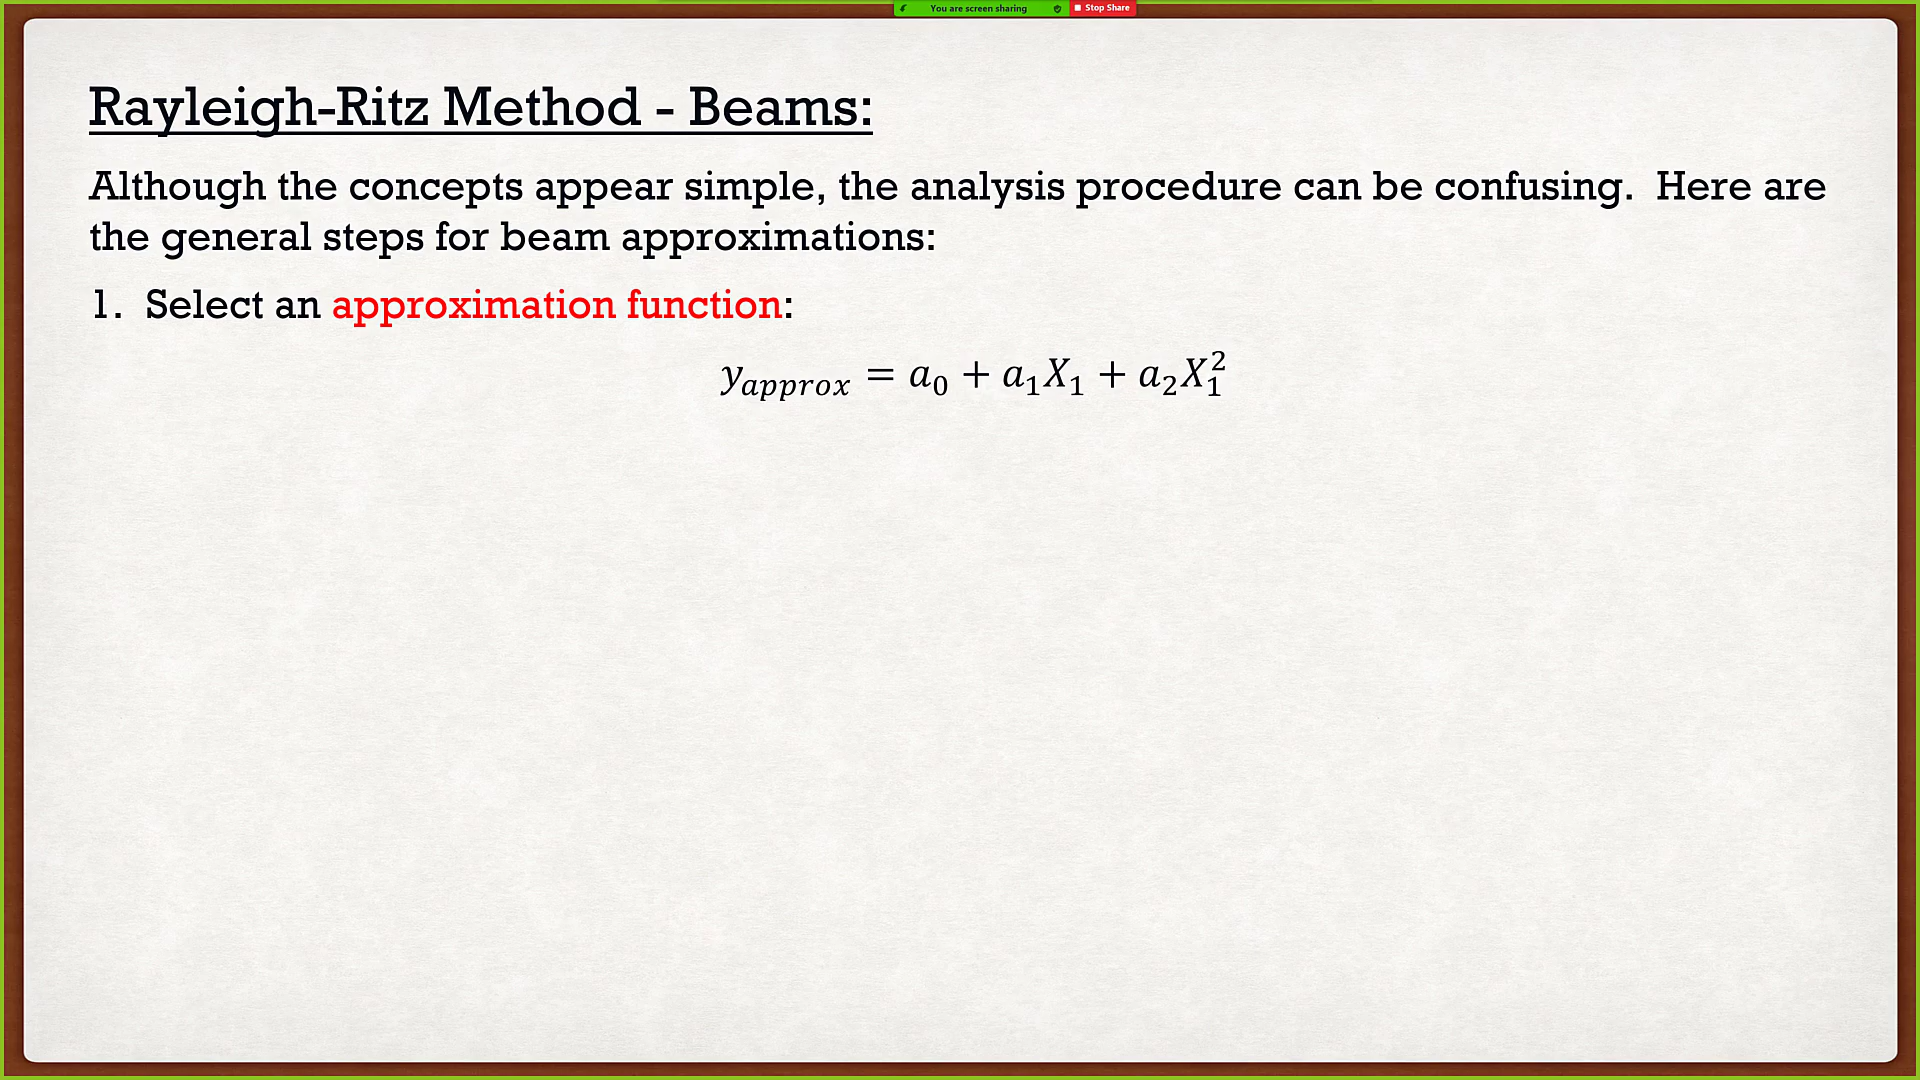 You are screen sharing Stop Share
Rayleigh-Ritz Method - Beams:
Although the concepts appear simple, the analysis procedure can be confusing. Here are
the general steps for beam approximations:
1. Select an approximation function:
$y_{approx} = a_0 + a_1X_1 + a_2X_1^2$